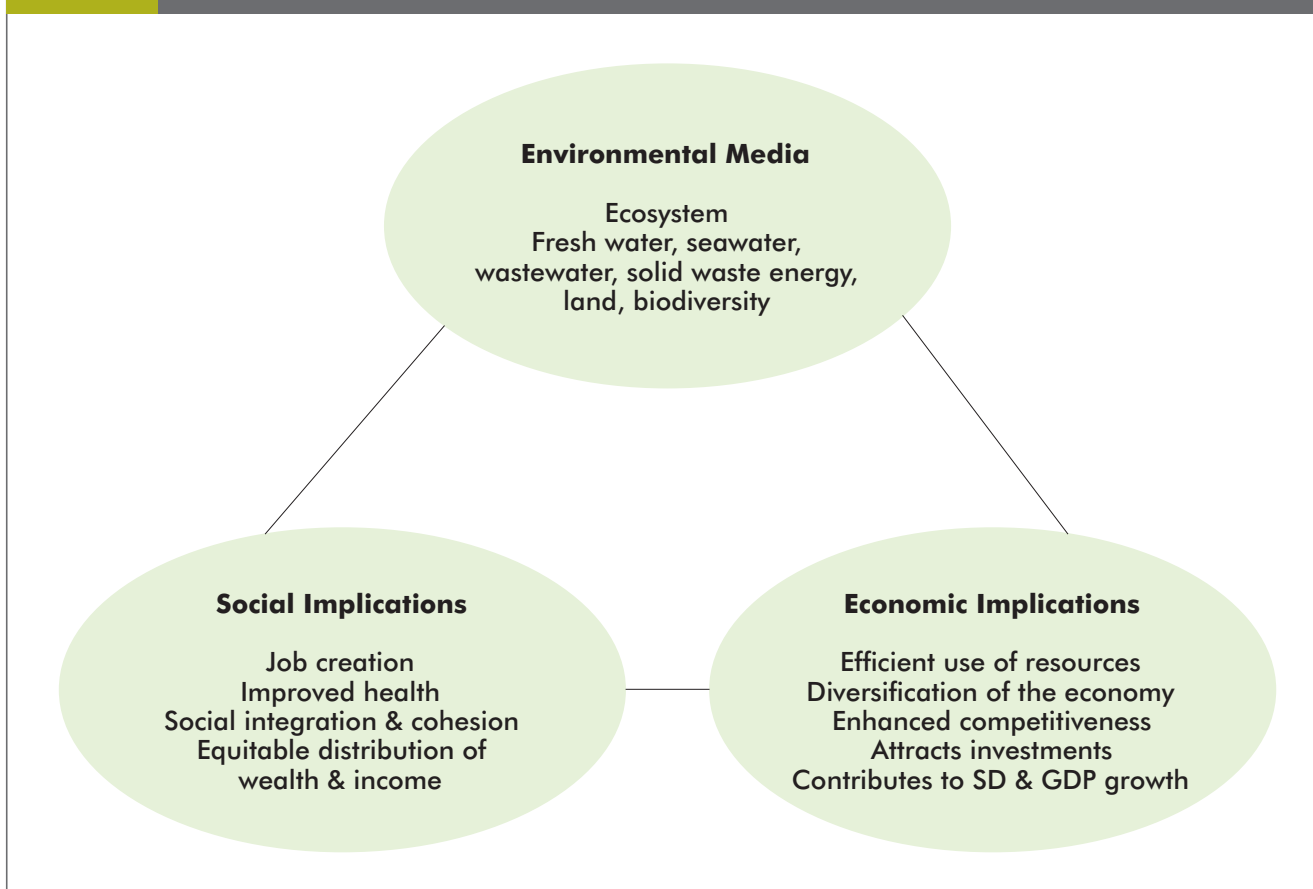 Environmental Media
Ecosystem
Fresh water, seawater,
wastewater, solid waste energy,
land, biodiversity
Social Implications
Job creation
Improved health
Social integration & cohesion
Equitable distribution of
wealth & income
Economic Implications
Efficient use of resources
Diversification of the economy
Enhanced competitiveness
Attracts investments
Contributes to SD & GDP growth